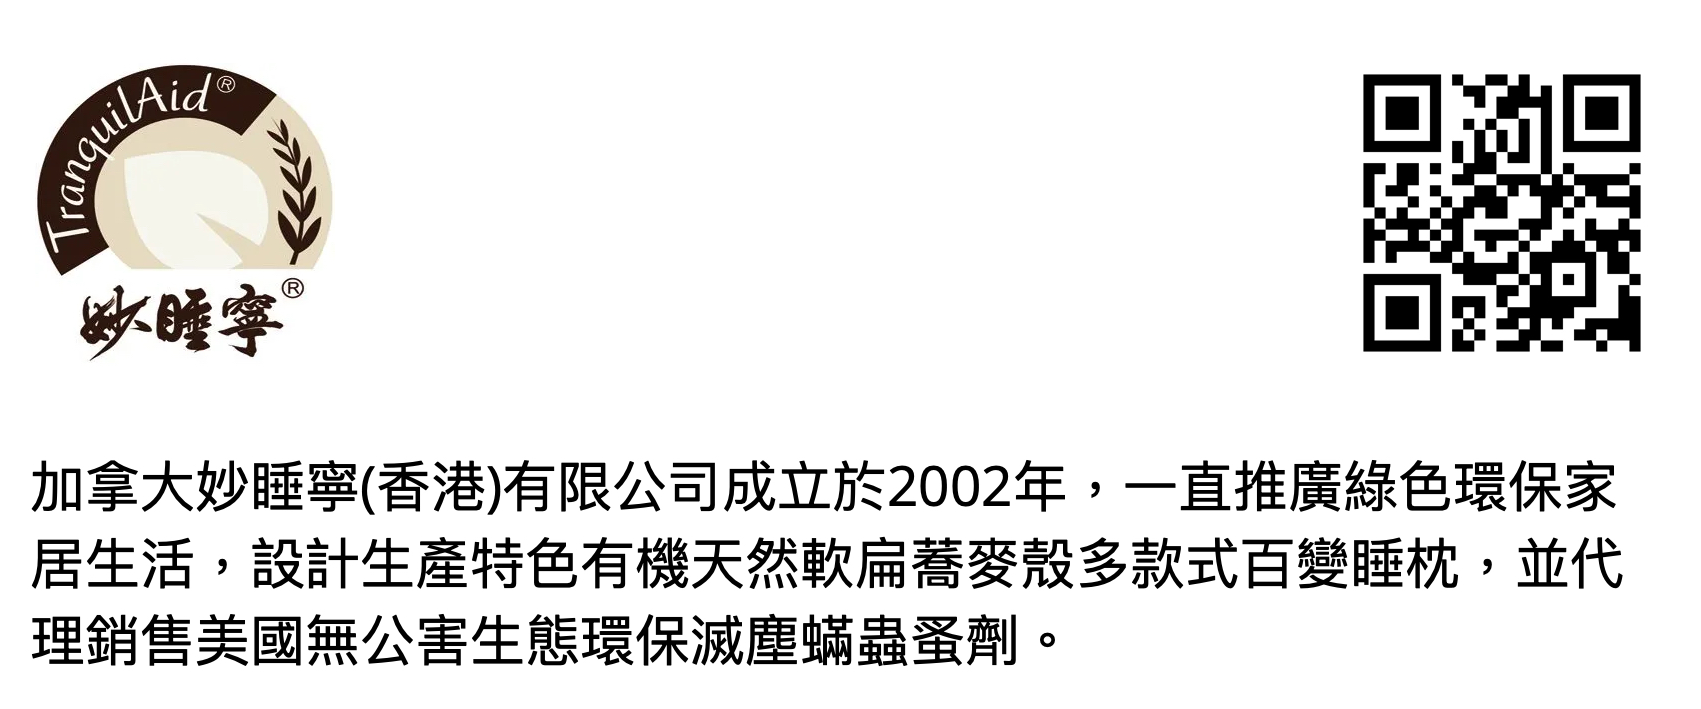 TranquilAid®
妙睡寧®
加拿大妙睡寧(香港)有限公司成立於2002年，一直推廣綠色環保家
居生活，設計生產特色有機天然軟扁蕎麥殼多款式百變睡枕，並代
理銷售美國無公害生態環保滅塵蟎蟲蚤劑。